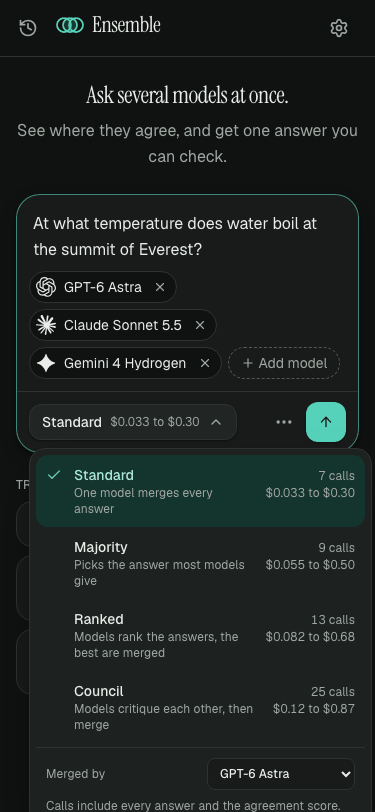 Ensemble
Ask several models at once.
See where they agree, and get one answer you
can check.
At what temperature does water boil at
the summit of Everest?
GPT-6 Astra
Claude Sonnet 5.5
Gemini 4 Hydrogen
+ Add model
Standard $0.033 to $0.30
TR
Standard 7 calls
One model merges every $0.033 to $0.30
answer
Majority 9 calls
Picks the answer most models $0.055 to $0.50
give
Ranked 13 calls
Models rank the answers, the $0.082 to $0.68
best are merged
Council 25 calls
Models critique each other, then $0.12 to $0.87
merge
Merged by GPT-6 Astra
Calls include every answer and the agreement score.